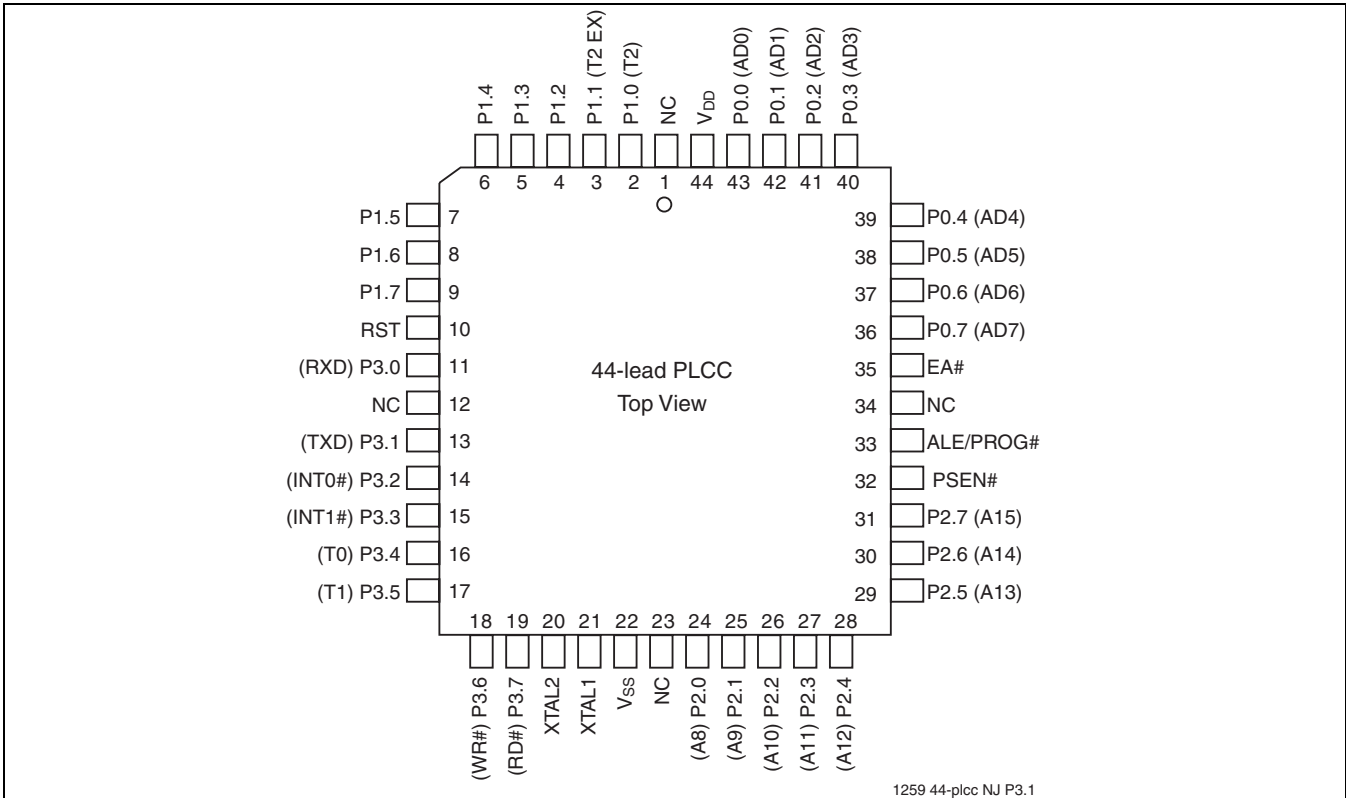 P1.4
P1.3
P1.2
P1.1 (T2 EX)
P1.0 (T2)
NC
VDD
P0.0 (AD0)
P0.1 (AD1)
P0.2 (AD2)
P0.3 (AD3)
6 5 4 3 2 1 44 43 42 41 40
P1.5 7
P1.6 8
P1.7 9
RST 10
(RXD) P3.0 11
NC 12
(TXD) P3.1 13
(INT0#) P3.2 14
(INT1#) P3.3 15
(T0) P3.4 16
(T1) P3.5 17
44-lead PLCC
Top View
39 P0.4 (AD4)
38 P0.5 (AD5)
37 P0.6 (AD6)
36 P0.7 (AD7)
35 EA#
34 NC
33 ALE/PROG#
32 PSEN#
31 P2.7 (A15)
30 P2.6 (A14)
29 P2.5 (A13)
18 19 20 21 22 23 24 25 26 27 28
(WR#) P3.6
(RD#) P3.7
XTAL2
XTAL1
VSS
NC
(A8) P2.0
(A9) P2.1
(A10) P2.2
(A11) P2.3
(A12) P2.4
1259 44-plcc NJ P3.1